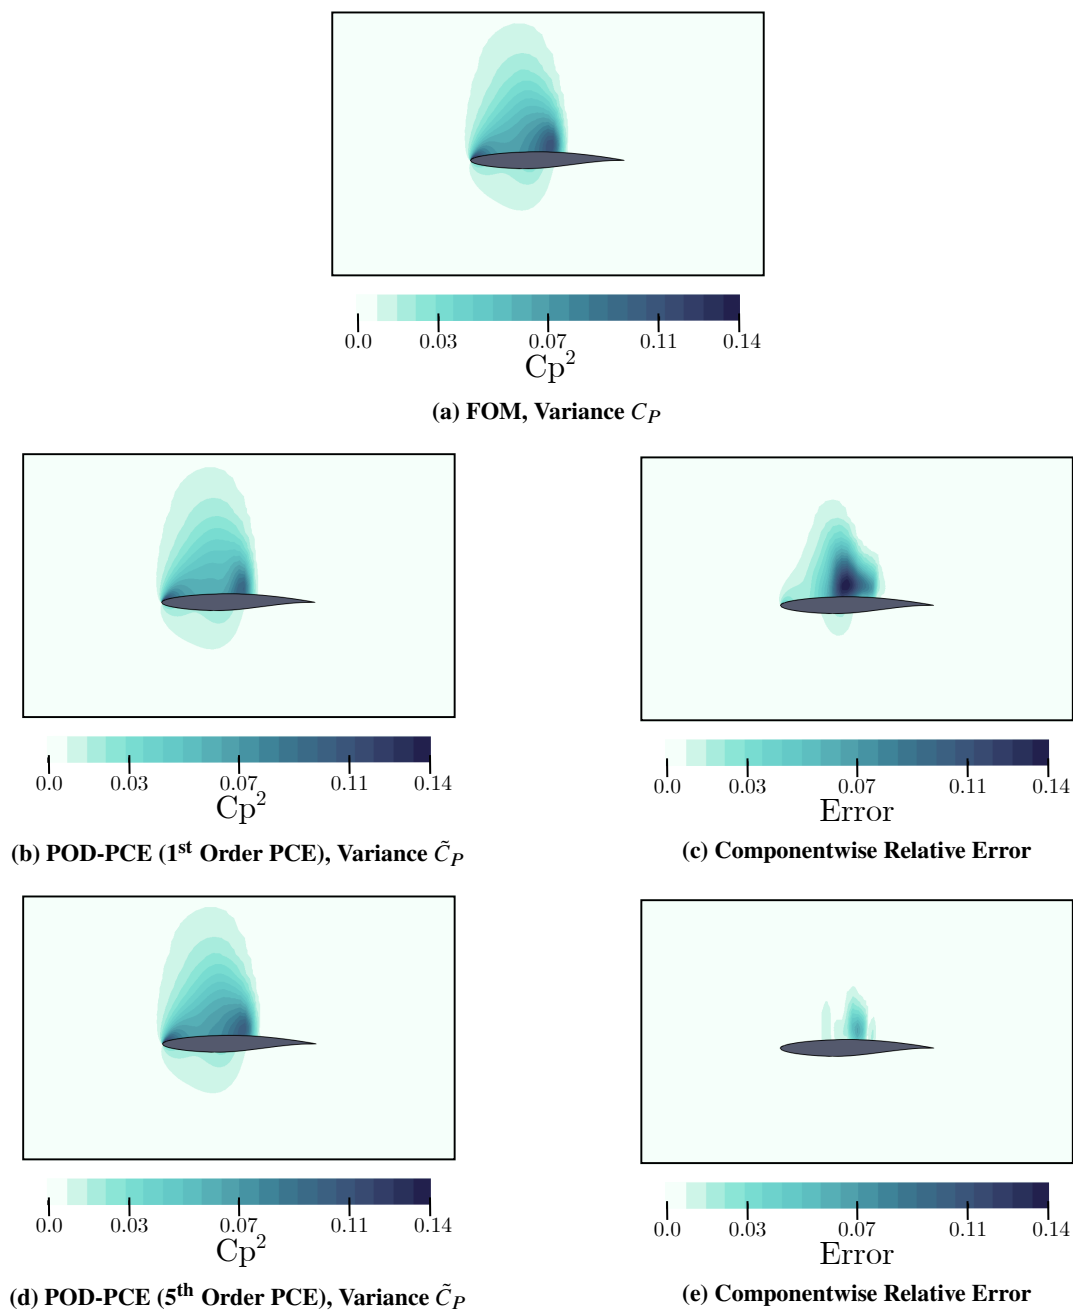 0.0 0.03 0.07 0.11 0.14
Cp²
(a) FOM, Variance C_P
0.0 0.03 0.07 0.11 0.14
Cp²
(b) POD-PCE (1st Order PCE), Variance C̃_P
0.0 0.03 0.07 0.11 0.14
Error
(c) Componentwise Relative Error
0.0 0.03 0.07 0.11 0.14
Cp²
(d) POD-PCE (5th Order PCE), Variance C̃_P
0.0 0.03 0.07 0.11 0.14
Error
(e) Componentwise Relative Error